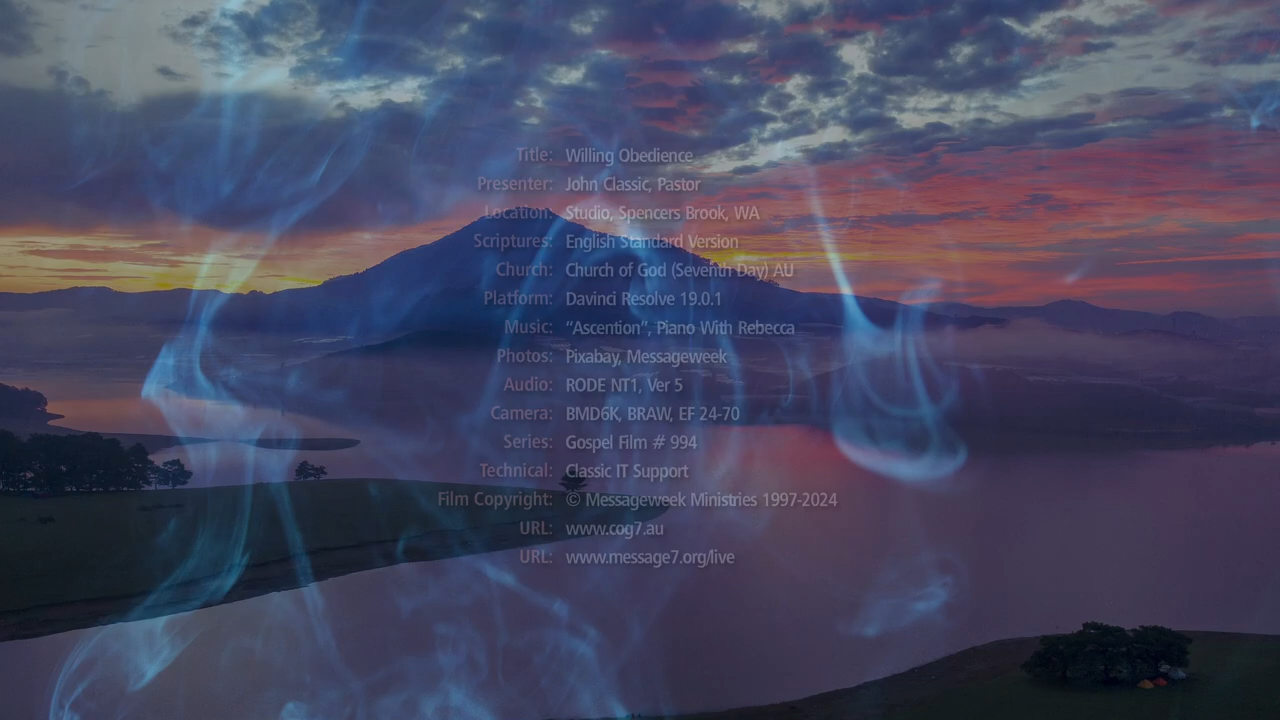 Title: Willing Obedience
Presenter: John Classic, Pastor
Location: Studio, Spencers Brook, WA
Scriptures: English Standard Version
Church: Church of God (Seventh Day) AU
Platform: Davinci Resolve 19.0.1
Music: “Ascention”, Piano With Rebecca
Photos: Pixabay, Messageweek
Audio: RODE NT1, Ver 5
Camera: BMD6K, BRAW, EF 24-70
Series: Gospel Film # 994
Technical: Classic IT Support
Film Copyright: © Messageweek Ministries 1997-2024
URL: www.cog7.au
URL: www.message7.org/live